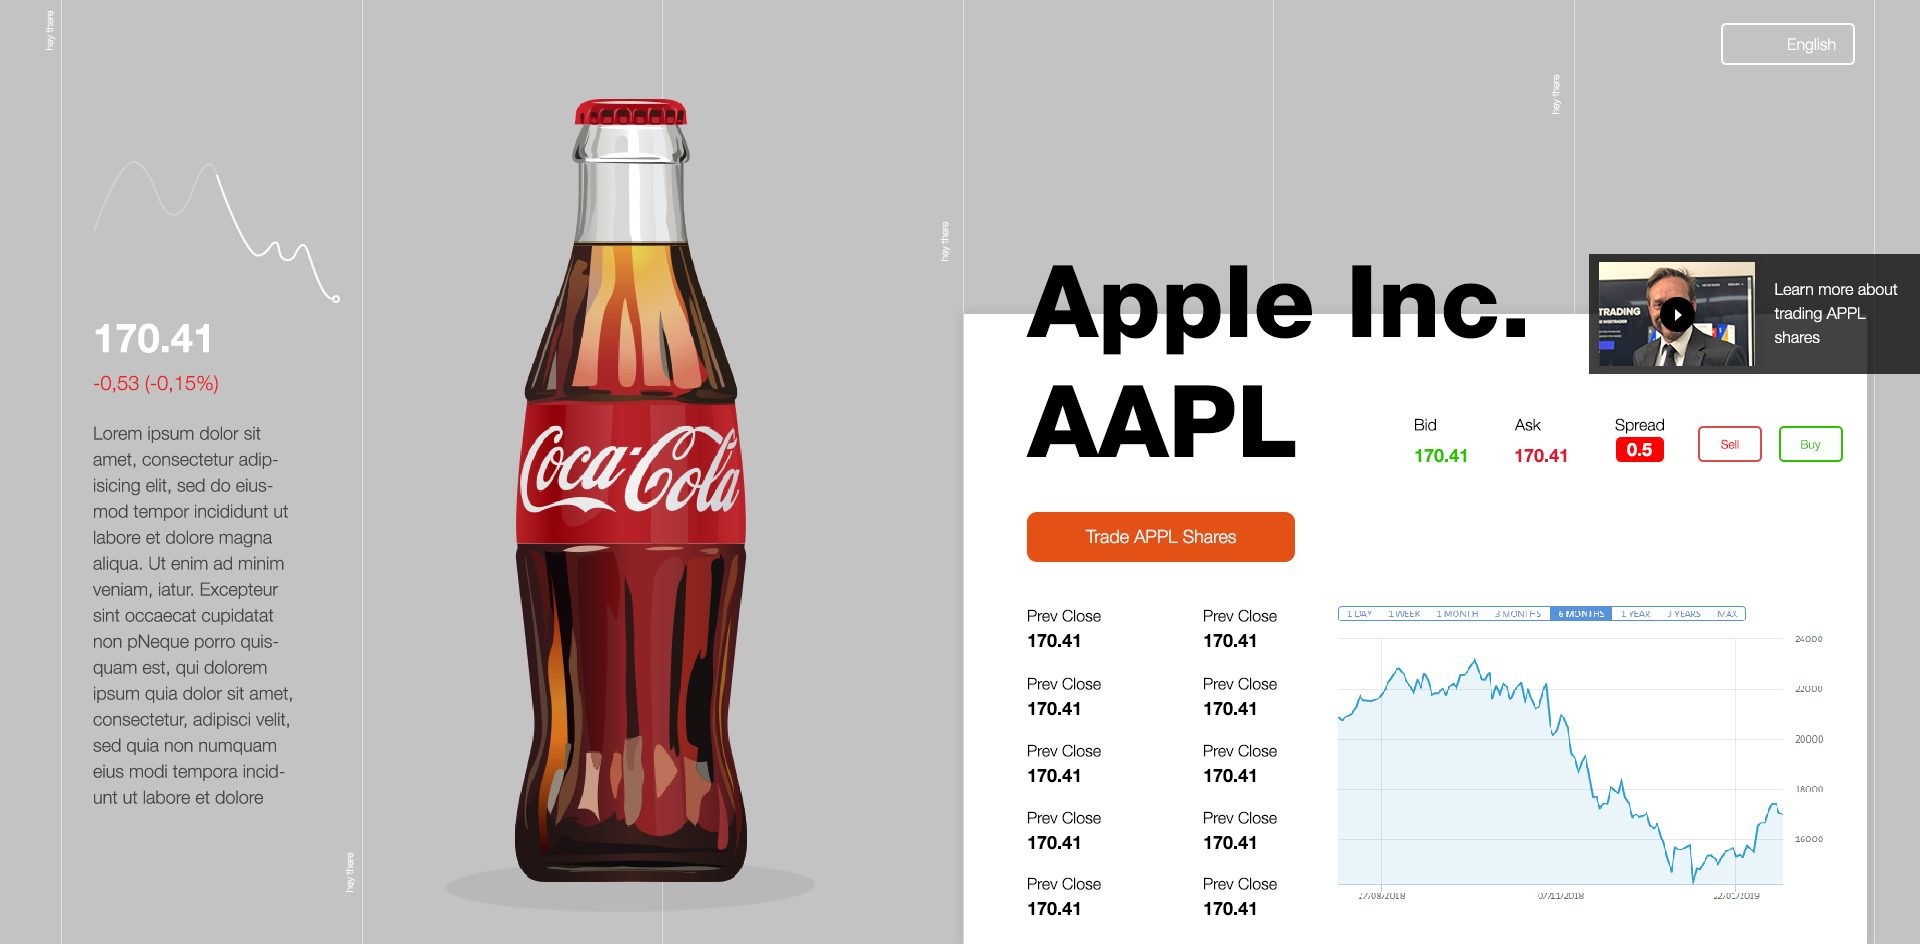 hey there
English
hey there
hey there
170.41
-0,53 (-0,15%)
Lorem ipsum dolor sit
amet, consectetur adip-
isicing elit, sed do eius-
mod tempor incididunt ut
labore et dolore magna
aliqua. Ut enim ad minim
veniam, iatur. Excepteur
sint occaecat cupidatat
non pNeque porro quis-
quam est, qui dolorem
ipsum quia dolor sit amet,
consectetur, adipisci velit,
sed quia non numquam
eius modi tempora incid-
unt ut labore et dolore
hey there
Coca-Cola
Apple Inc.
AAPL
TRADING
Learn more about
trading APPL
shares
Bid Ask Spread
170.41 170.41 0.5
Sell Buy
Trade APPL Shares
Prev Close Prev Close
170.41 170.41
Prev Close Prev Close
170.41 170.41
Prev Close Prev Close
170.41 170.41
Prev Close Prev Close
170.41 170.41
Prev Close Prev Close
170.41 170.41
1 DAY 1 WEEK 1 MONTH 3 MONTHS 6 MONTHS 1 YEAR 3 YEARS MAX
24000
22000
20000
18000
16000
27/08/2018 07/11/2018 22/01/2019